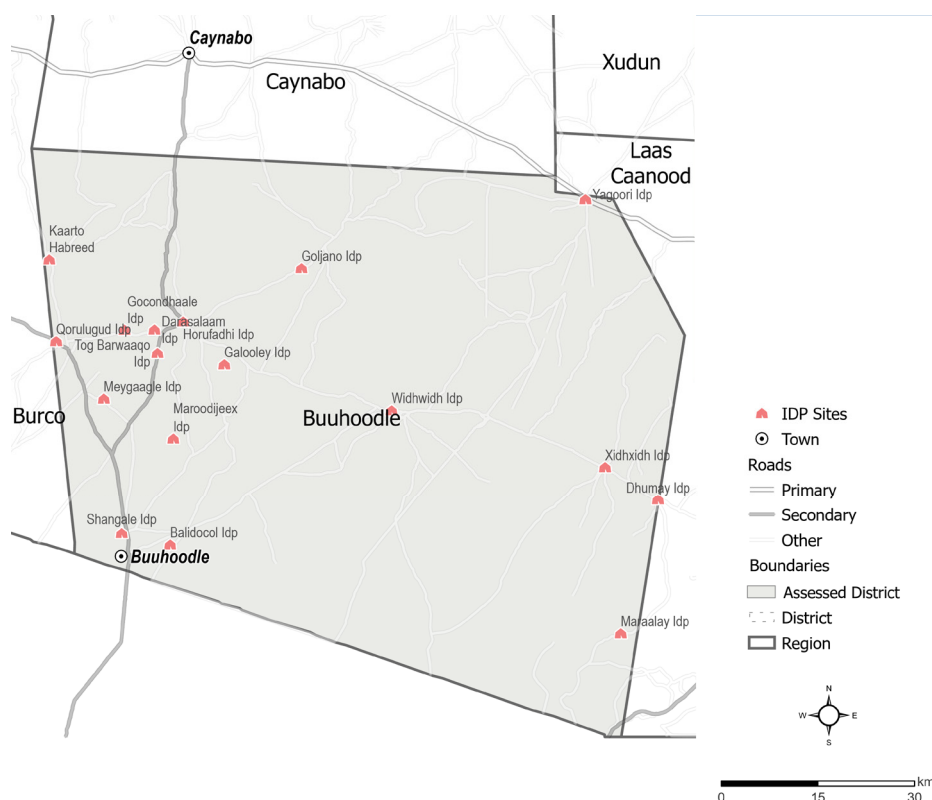 Caynabo
Caynabo
Xudun
Laas
Caanood
Yagoori Idp
Kaarto
Habreed
Goljano Idp
Gocondhaale
Idp
Qorulugud Idp
Darasalaam
Idp
Horufadhi Idp
Tog Barwaaqo
Idp
Galooley Idp
Meygaagle Idp
Maroodijeex
Idp
Widhwidh Idp
Burco
Buuhoodle
Xidhxidh Idp
Dhumay Idp
Shangale Idp
Balidocol Idp
Buuhoodle
Maraalay Idp
IDP Sites
Town
Roads
Primary
Secondary
Other
Boundaries
Assessed District
District
Region
N
W E
S
km
0 15 30